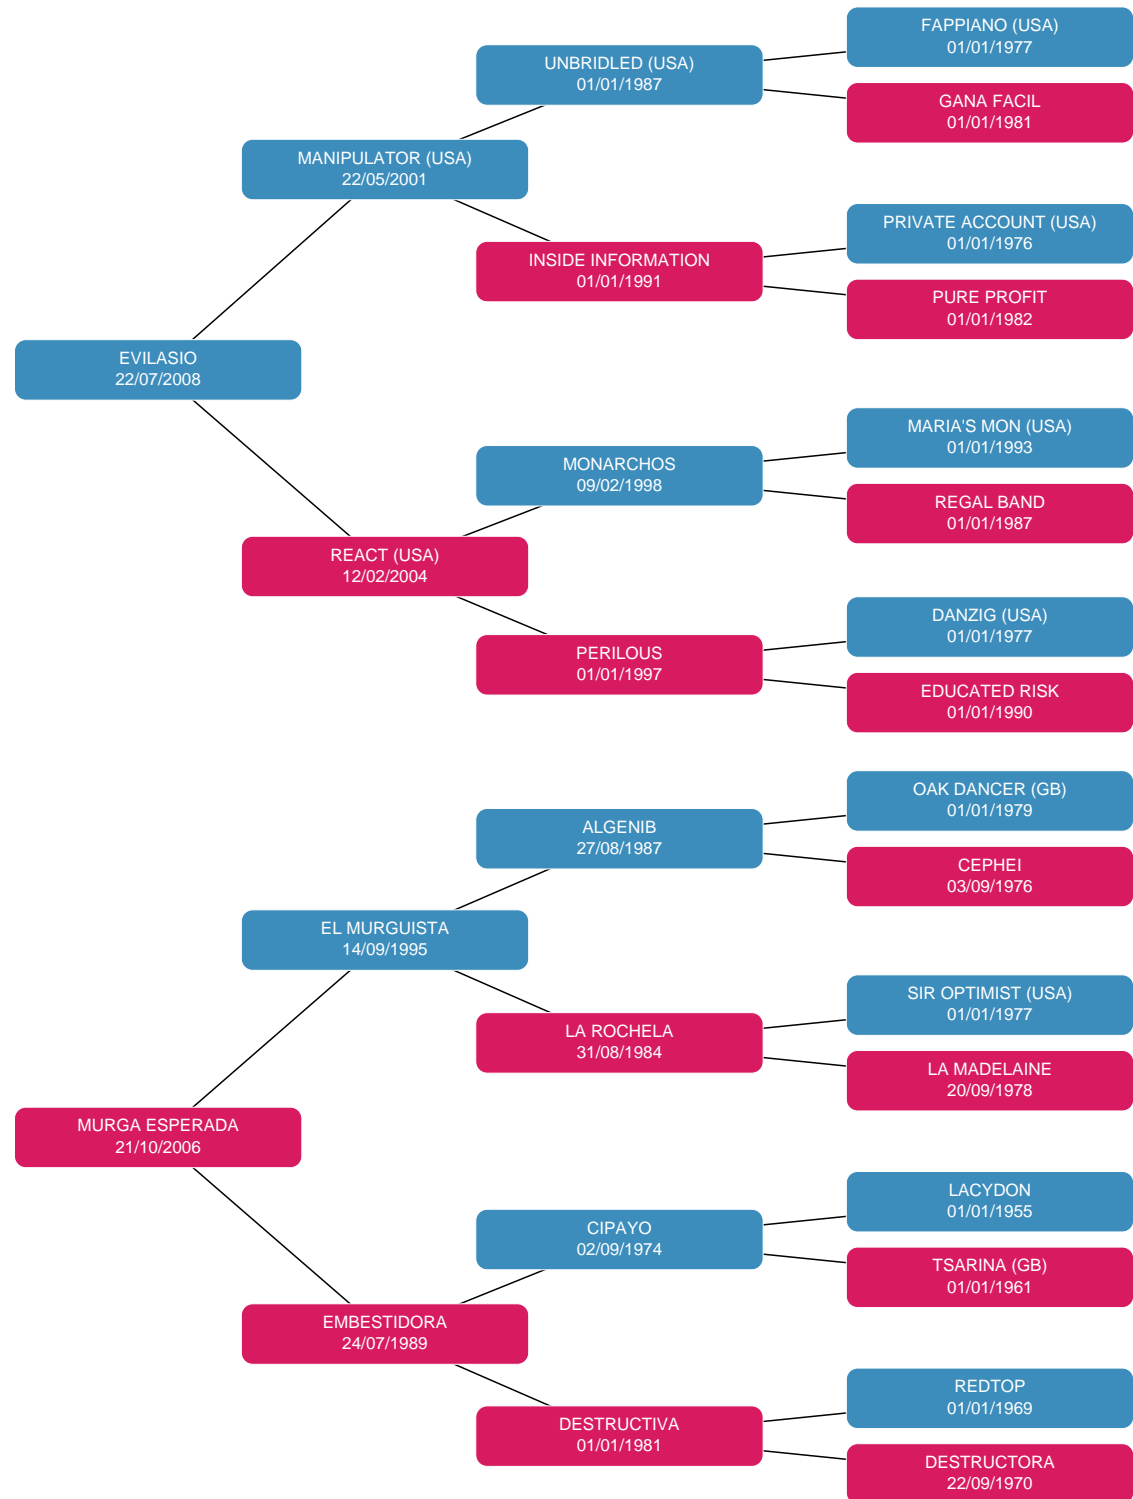 FAPPIANO (USA)
01/01/1977
UNBRIDLED (USA)
01/01/1987
GANA FACIL
01/01/1981
MANIPULATOR (USA)
22/05/2001
PRIVATE ACCOUNT (USA)
01/01/1976
INSIDE INFORMATION
01/01/1991
PURE PROFIT
01/01/1982
EVILASIO
22/07/2008
MARIA'S MON (USA)
01/01/1993
MONARCHOS
09/02/1998
REGAL BAND
01/01/1987
REACT (USA)
12/02/2004
DANZIG (USA)
01/01/1977
PERILOUS
01/01/1997
EDUCATED RISK
01/01/1990
OAK DANCER (GB)
01/01/1979
ALGENIB
27/08/1987
CEPHEI
03/09/1976
EL MURGUISTA
14/09/1995
SIR OPTIMIST (USA)
01/01/1977
LA ROCHELA
31/08/1984
LA MADELAINE
20/09/1978
MURGA ESPERADA
21/10/2006
LACYDON
01/01/1955
CIPAYO
02/09/1974
TSARINA (GB)
01/01/1961
EMBESTIDORA
24/07/1989
REDTOP
01/01/1969
DESTRUCTIVA
01/01/1981
DESTRUCTORA
22/09/1970